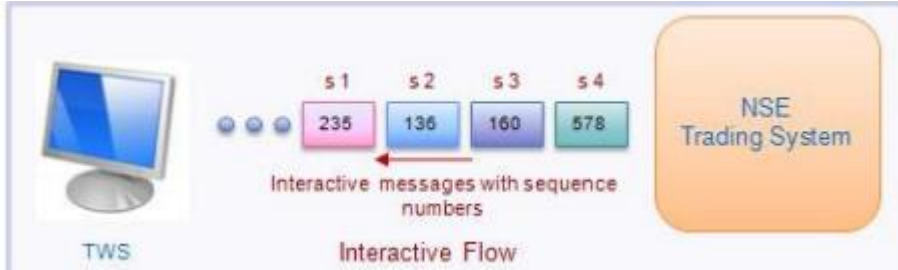 s 1 s 2 s 3 s 4
235 136 160 578
NSE
Trading System
Interactive messages with sequence
numbers
TWS
Interactive Flow